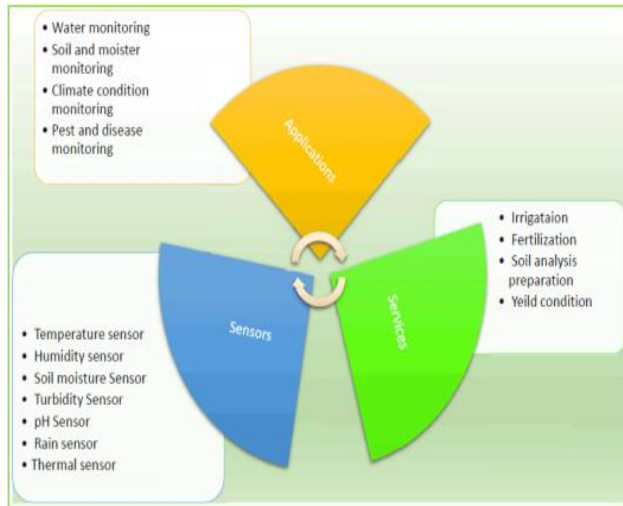 • Water monitoring
• Soil and moister
monitoring
• Climate condition
monitoring
• Pest and disease
monitoring
Applications
• Irrigataion
• Fertilization
• Soil analysis
preparation
• Yeild condition
Services
Sensors
• Temperature sensor
• Humidity sensor
• Soil moisture Sensor
• Turbidity Sensor
• pH Sensor
• Rain sensor
• Thermal sensor